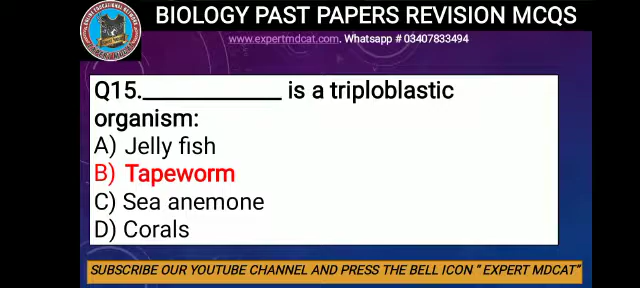 BIOLOGY PAST PAPERS REVISION MCQS
www.expertmdcat.com. Whatsapp # 03407833494
Q15.____________ is a triploblastic
organism:
A) Jelly fish
B) Tapeworm
C) Sea anemone
D) Corals
SUBSCRIBE OUR YOUTUBE CHANNEL AND PRESS THE BELL ICON " EXPERT MDCAT"